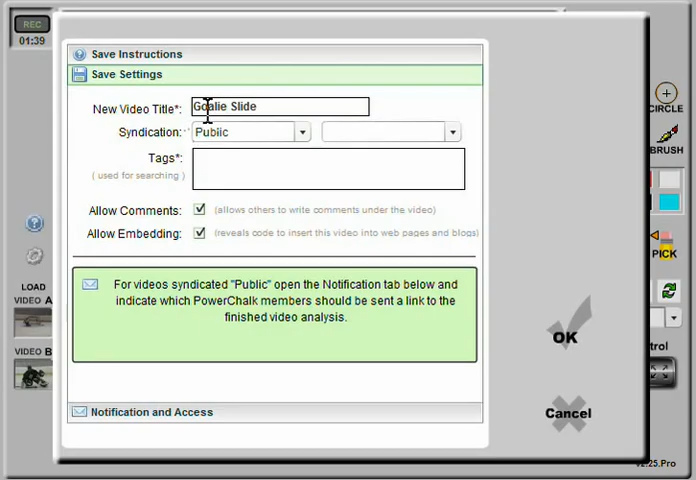 REC
01:39
Save Instructions
Save Settings
New Video Title*: Goalie Slide
Syndication: Public
Tags*:
( used for searching )
Allow Comments: (allows others to write comments under the video)
Allow Embedding: (reveals code to insert this video into web pages and blogs)
For videos syndicated "Public" open the Notification tab below and
indicate which PowerChalk members should be sent a link to the
finished video analysis.
Notification and Access
OK
Cancel
LOAD
VIDEO A
VIDEO B
CIRCLE
BRUSH
PICK
trol
v2.25.Pro